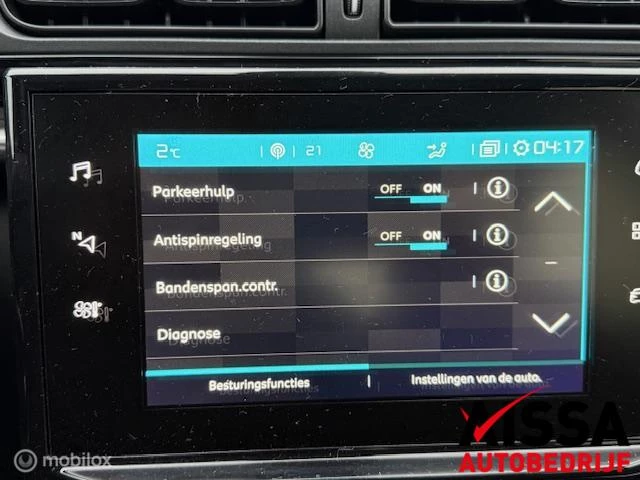 2°C 21 04:17
Parkeerhulp OFF ON
Antispinregeling OFF ON
Bandenspan.contr.
Diagnose
Besturingsfuncties Instellingen van de auto.
N
AISSA
AUTOBEDRIJF
mobilox